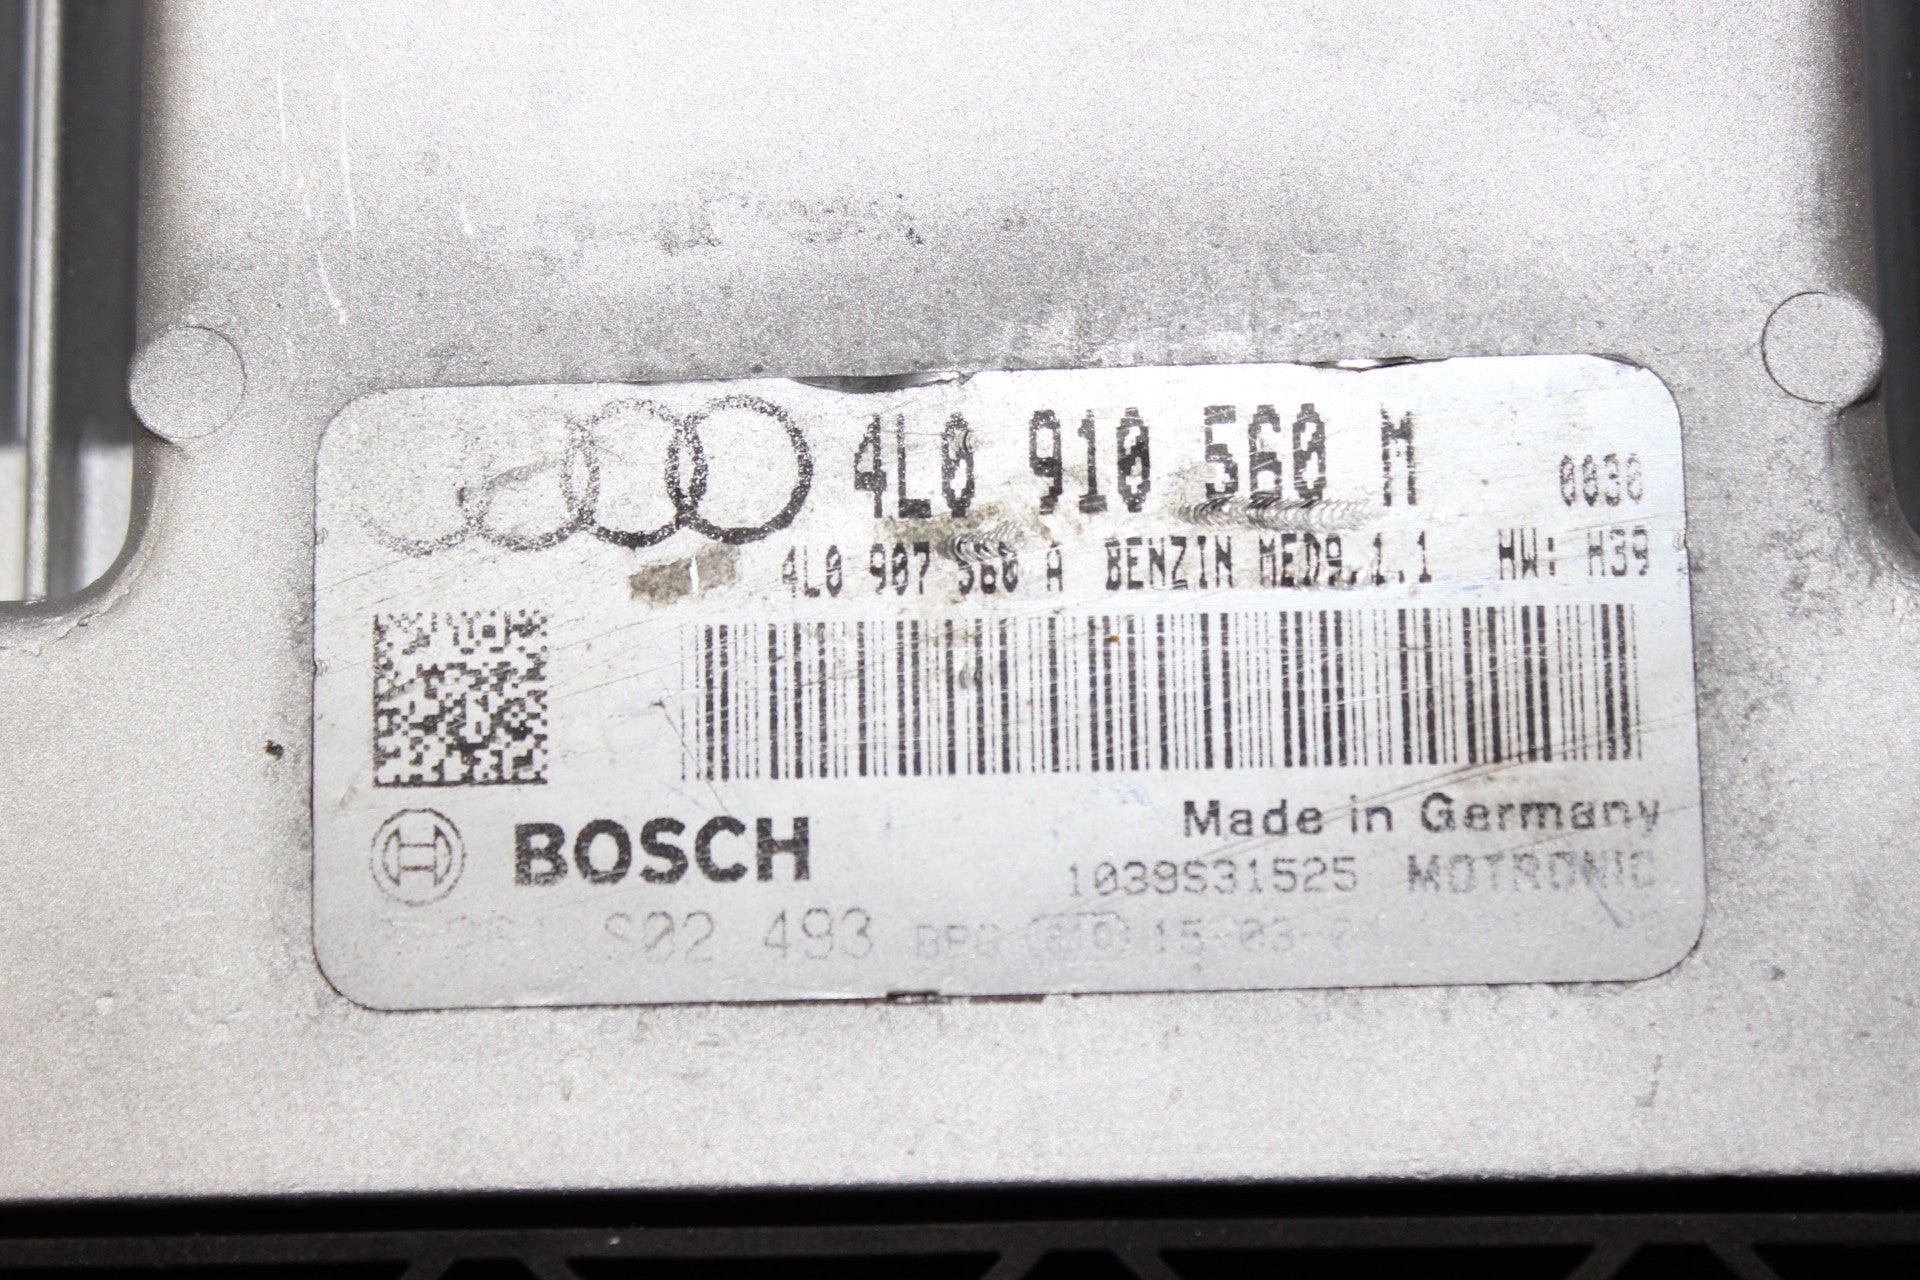 4L0 910 560 M
0030
4L0 907 560 A BENZIN MED9.1.1 HW: H39
BOSCH
Made in Germany
1039S31525 MOTRONIC
S02 493